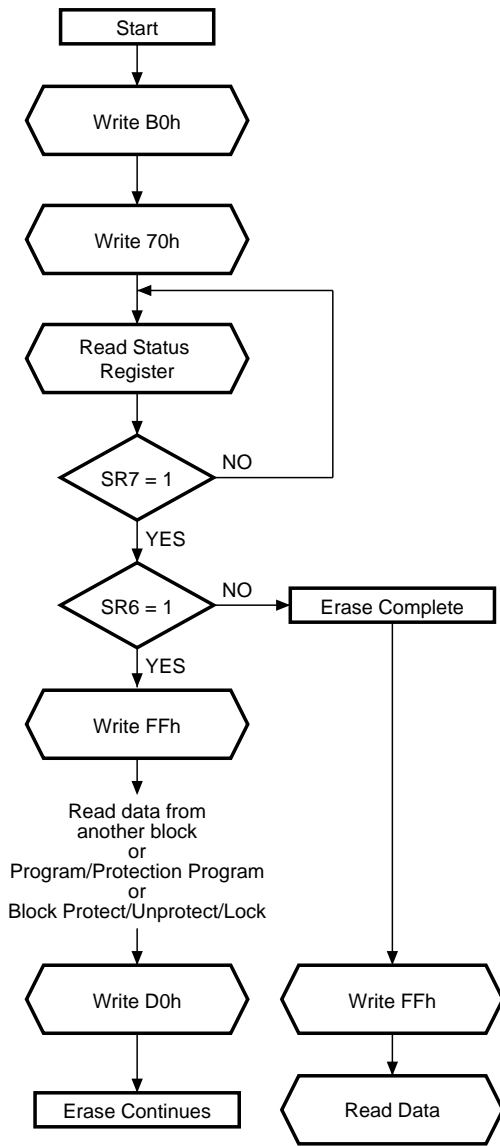 Start
Write B0h
Write 70h
Read Status
Register
SR7 = 1
NO
YES
SR6 = 1
NO
Erase Complete
YES
Write FFh
Read data from
another block
or
Program/Protection Program
or
Block Protect/Unprotect/Lock
Write D0h
Write FFh
Erase Continues
Read Data